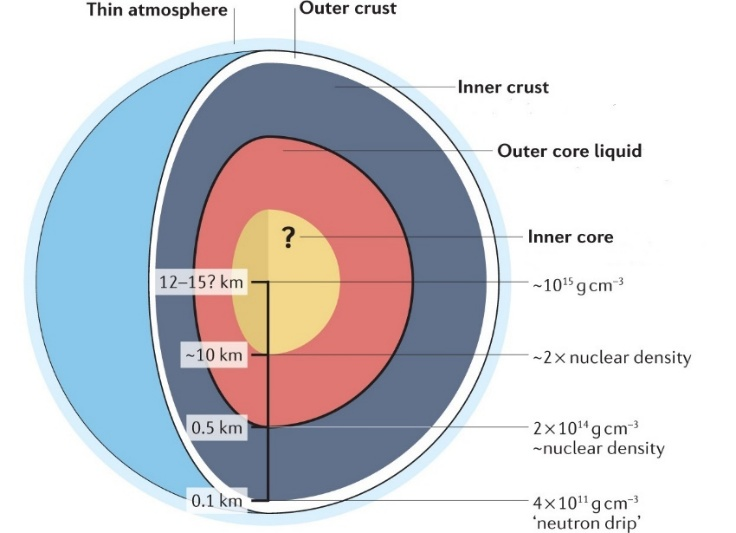 Thin atmosphere
Outer crust
Inner crust
Outer core liquid
?
Inner core
12–15? km
~10¹⁵ g cm⁻³
~10 km
~2× nuclear density
0.5 km
2×10¹⁴ g cm⁻³
~nuclear density
0.1 km
4×10¹¹ g cm⁻³
‘neutron drip’